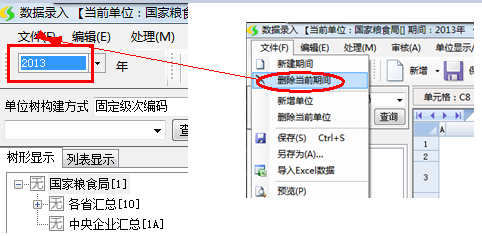 数据录入 【当前单位：国家粮食局
文件(F) 编辑(E) 处理(M)
2013 年
单位树构建方式 固定级次编码
查
树形显示 列表显示
无 国家粮食局[1]
无 各省汇总[10]
无 中央企业汇总[1A]
数据录入 【当前单位：国家粮食局】 期间：2013年
文件(F) 编辑(E) 处理(M) 审核(A) 单位显示
新建期间
删除当前期间
新增单位
删除当前单位
保存(S) Ctrl+S
另存为(A)...
导入Excel数据
预览(P)
新增 保
查询
单元格: C8
A
1
2
3